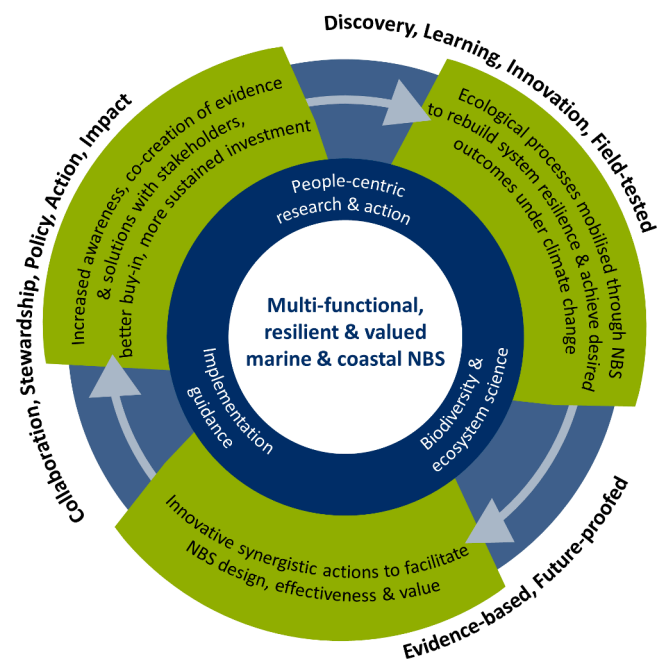 Discovery, Learning, Innovation, Field-tested
Ecological processes mobilised through NBS
to rebuild system resilience & achieve desired
outcomes under climate change
Evidence-based, Future-proofed
Innovative synergistic actions to facilitate
NBS design, effectiveness & value
Collaboration, Stewardship, Policy, Action, Impact
Increased awareness, co-creation of evidence
& solutions with stakeholders,
better buy-in, more sustained investment
People-centric
research & action
Biodiversity &
ecosystem science
Implementation
guidance
Multi-functional,
resilient & valued
marine & coastal NBS